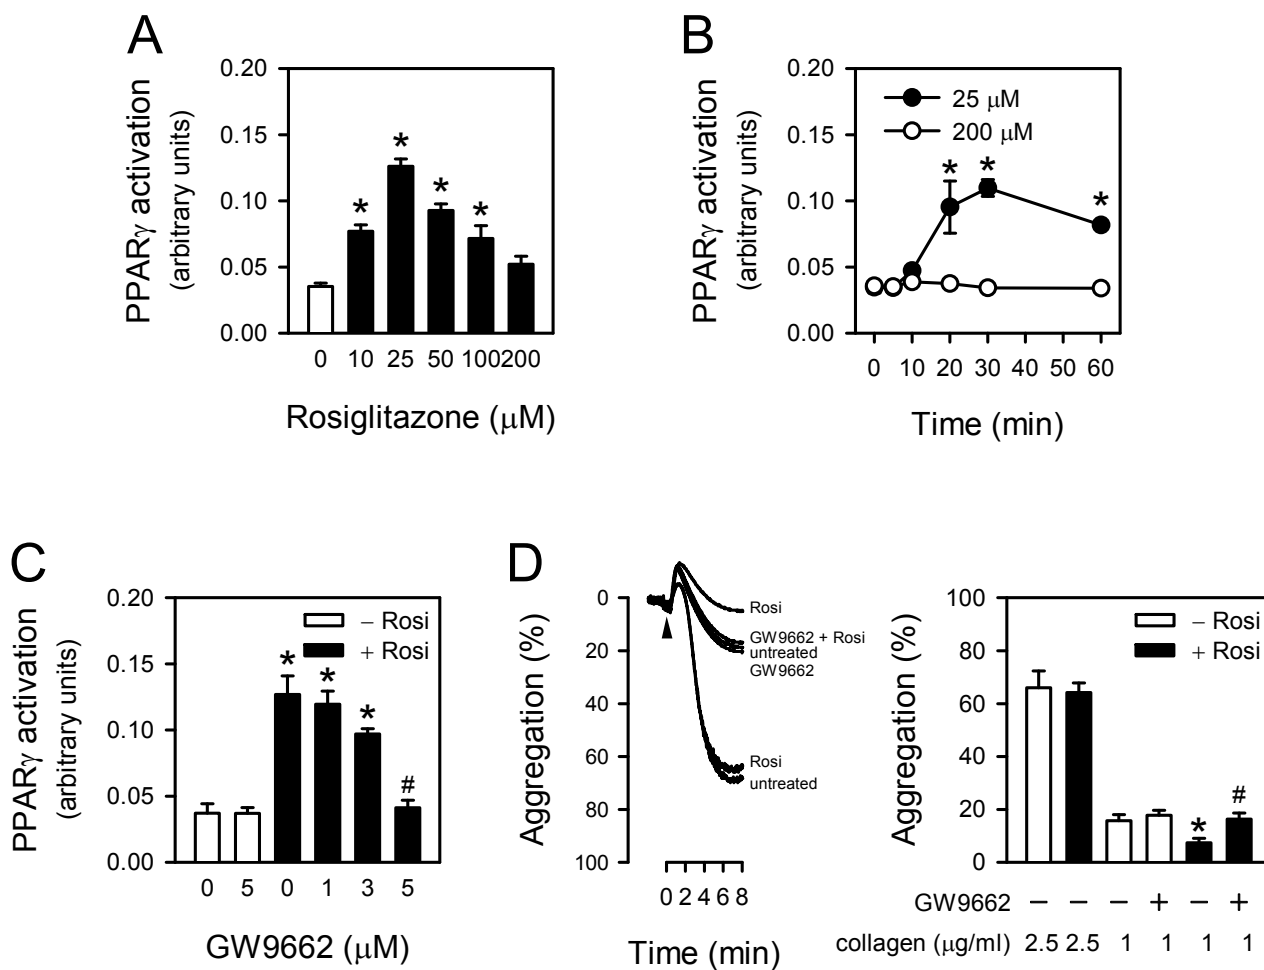 A
PPARγ activation
(arbitrary units)
0.20
0.15
0.10
0.05
0.00
*
*
*
*
0 10 25 50 100 200
Rosiglitazone (μM)
B
PPARγ activation
(arbitrary units)
0.20
0.15
0.10
0.05
0.00
25 μM
200 μM
*
*
*
0 10 20 30 40 50 60
Time (min)
C
PPARγ activation
(arbitrary units)
0.20
0.15
0.10
0.05
0.00
− Rosi
+ Rosi
*
*
*
#
0 5 0 1 3 5
GW9662 (μM)
D
Aggregation (%)
0
20
40
60
80
100
Rosi
GW9662 + Rosi
untreated
GW9662
Rosi
untreated
0 2 4 6 8
Time (min)
Aggregation (%)
100
80
60
40
20
0
− Rosi
+ Rosi
*
#
GW9662 − − − + − +
collagen (μg/ml) 2.5 2.5 1 1 1 1